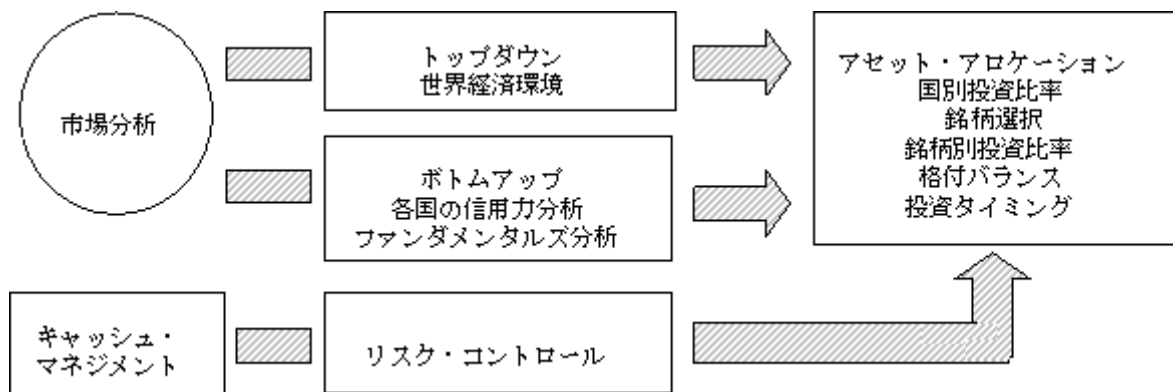 市場分析
トップダウン
世界経済環境
ボトムアップ
各国の信用力分析
ファンダメンタルズ分析
アセット・アロケーション
国別投資比率
銘柄選択
銘柄別投資比率
格付バランス
投資タイミング
キャッシュ・
マネジメント
リスク・コントロール